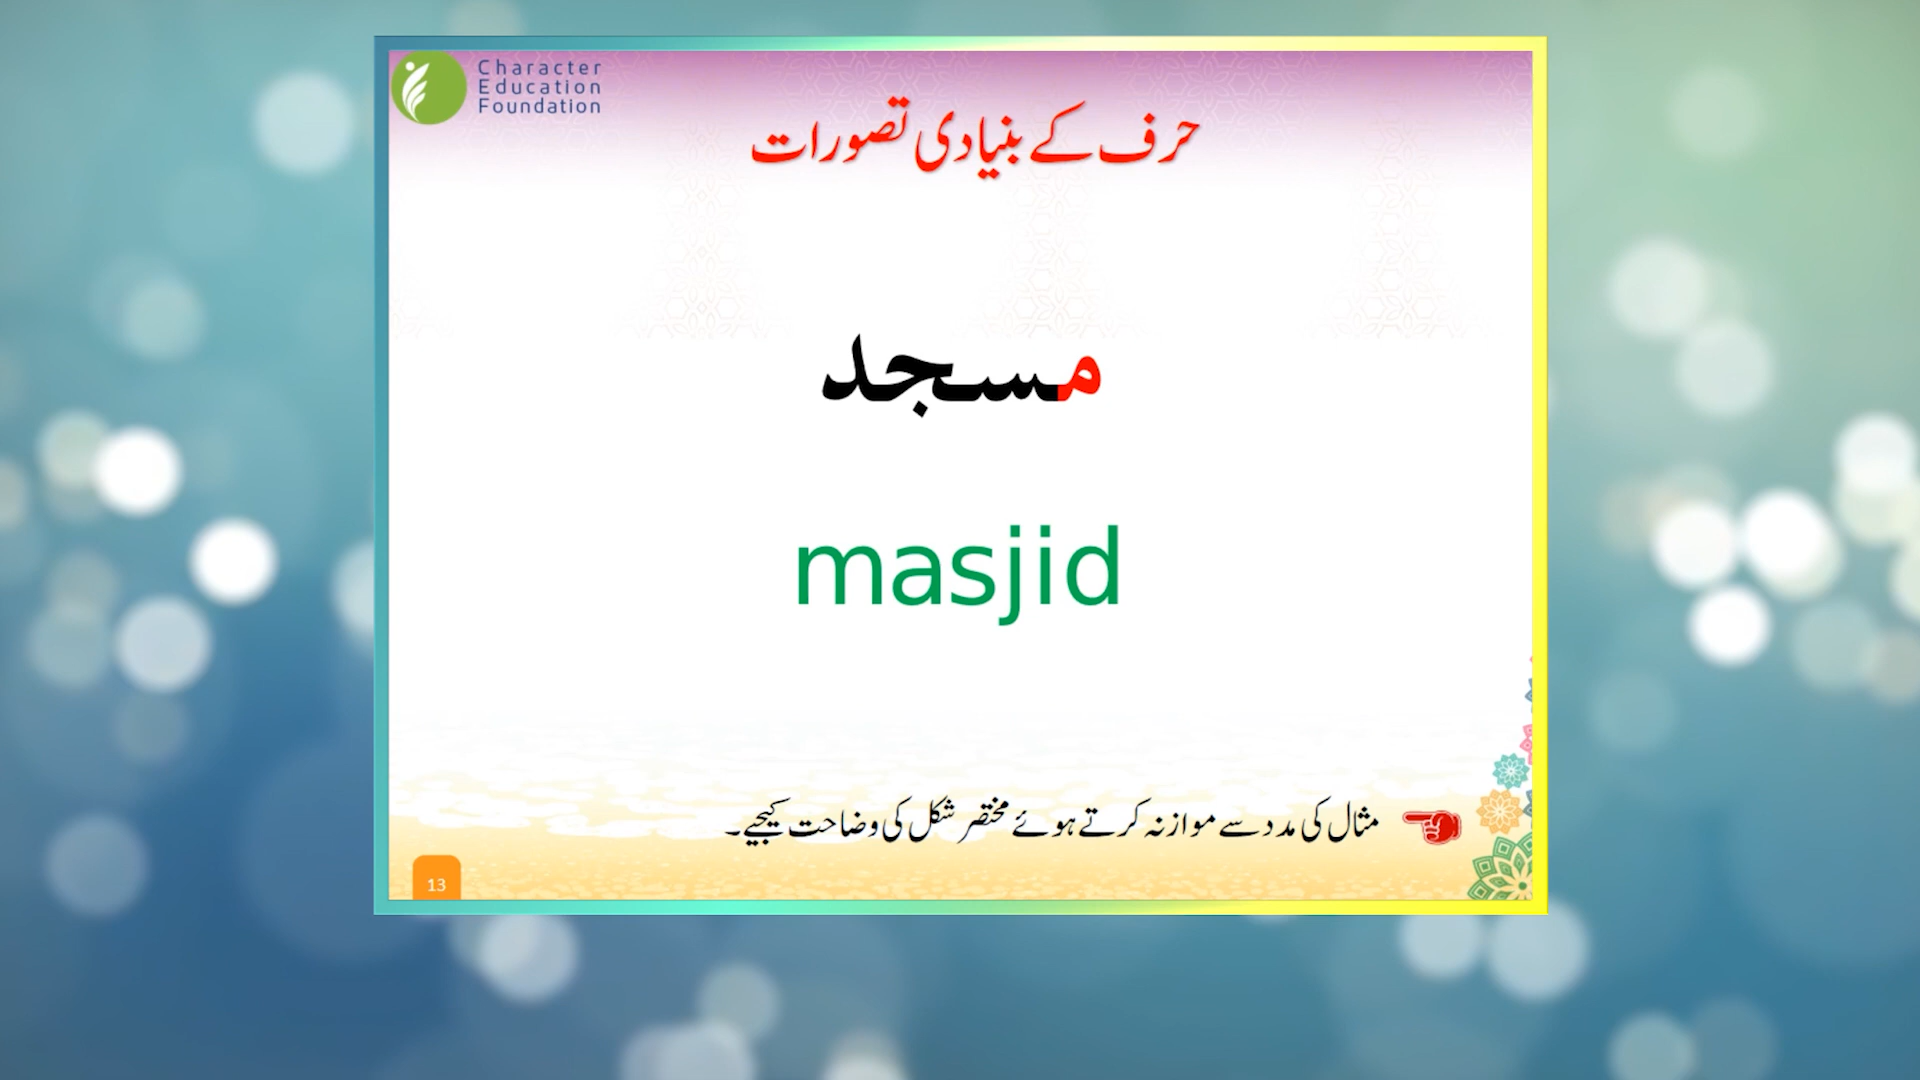 Character
Education
Foundation
حرف کے بنیادی تصورات
مسجد
masjid
مثال کی مدد سے موازنہ کرتے ہوئے مختصر شکل کی وضاحت کیجیے۔
13